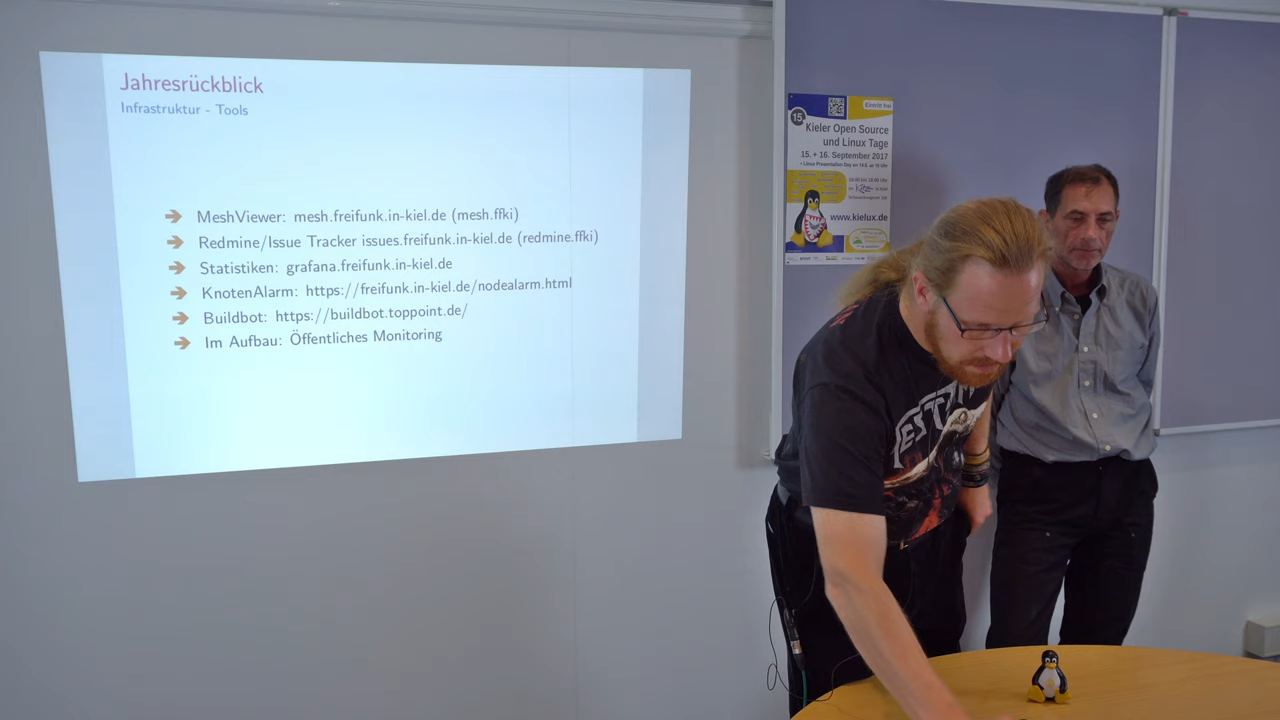 Jahresrückblick
Infrastruktur - Tools
MeshViewer: mesh.freifunk.in-kiel.de (mesh.ffki)
Redmine/Issue Tracker issues.freifunk.in-kiel.de (redmine.ffki)
Statistiken: grafana.freifunk.in-kiel.de
KnotenAlarm: https://freifunk.in-kiel.de/nodealarm.html
Buildbot: https://buildbot.toppoint.de/
Im Aufbau: Öffentliches Monitoring
Eintritt frei
15.
Kieler Open Source
und Linux Tage
15. + 16. September 2017
www.kielux.de